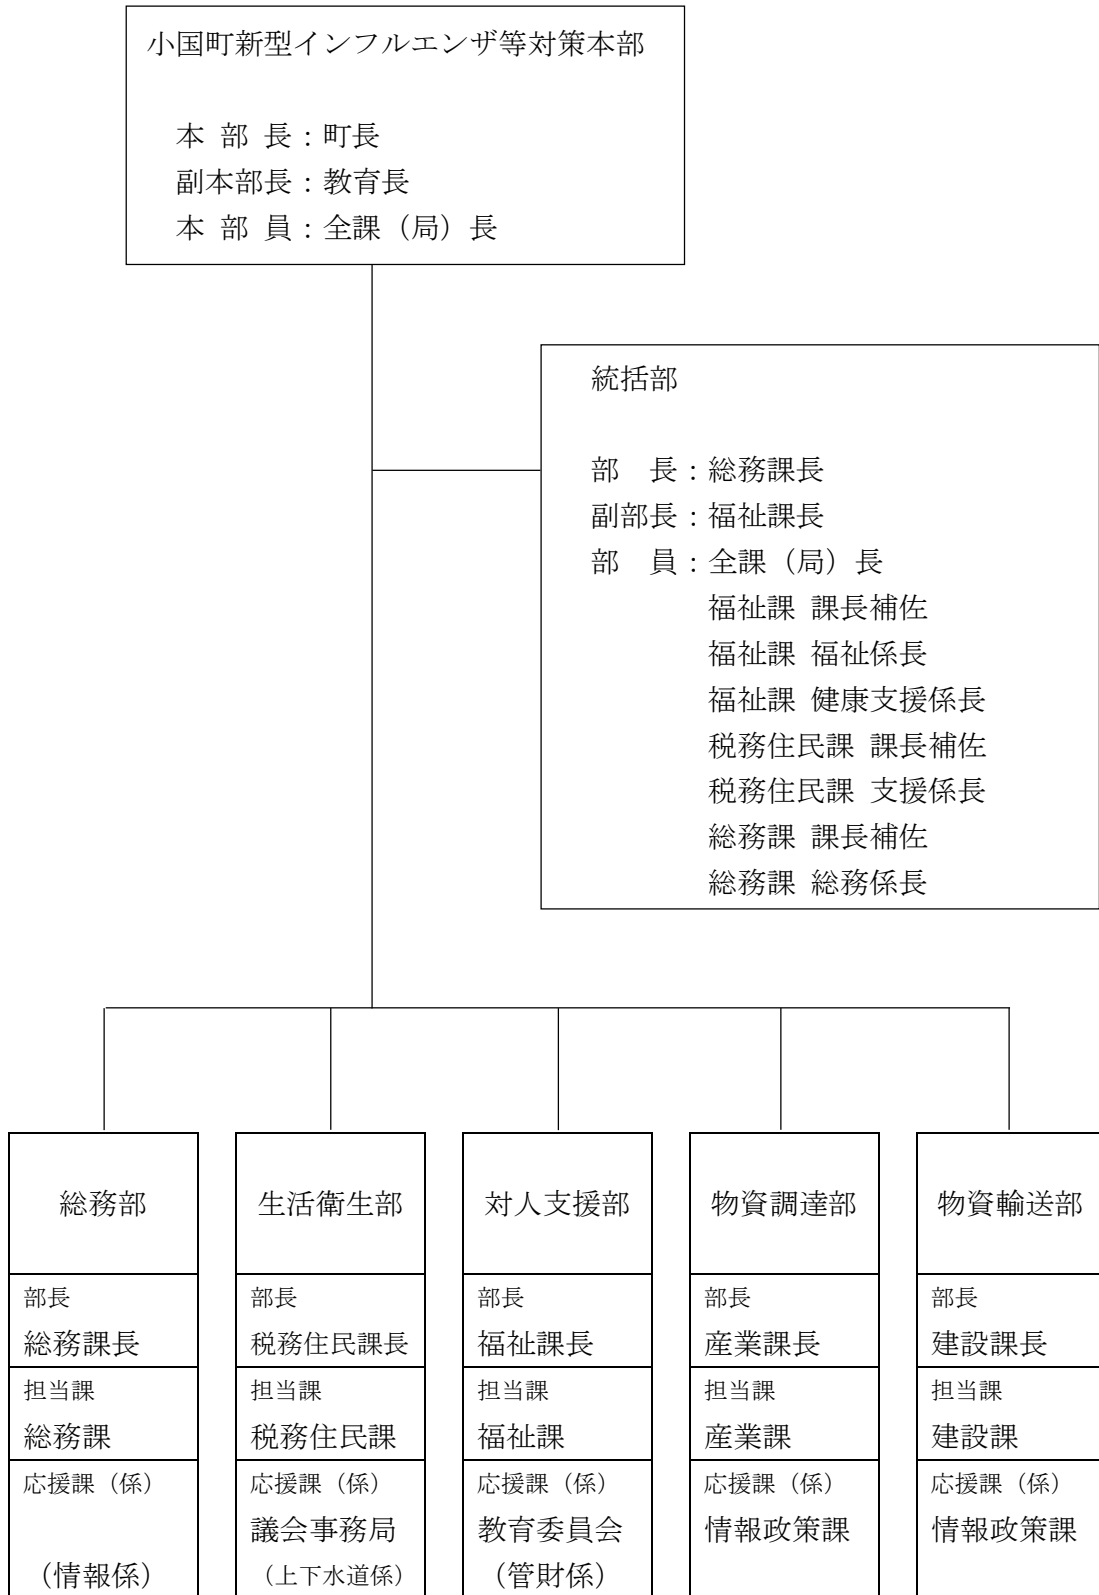 小国町新型インフルエンザ等対策本部
本 部 長：町長
副本部長：教育長
本 部 員：全課（局）長
統括部
部　長：総務課長
副部長：福祉課長
部　員：全課（局）長
福祉課 課長補佐
福祉課 福祉係長
福祉課 健康支援係長
税務住民課 課長補佐
税務住民課 支援係長
総務課 課長補佐
総務課 総務係長
総務部
部長
総務課長
担当課
総務課
応援課（係）
（情報係）
生活衛生部
部長
税務住民課長
担当課
税務住民課
応援課（係）
議会事務局
（上下水道係）
対人支援部
部長
福祉課長
担当課
福祉課
応援課（係）
教育委員会
（管財係）
物資調達部
部長
産業課長
担当課
産業課
応援課（係）
情報政策課
物資輸送部
部長
建設課長
担当課
建設課
応援課（係）
情報政策課